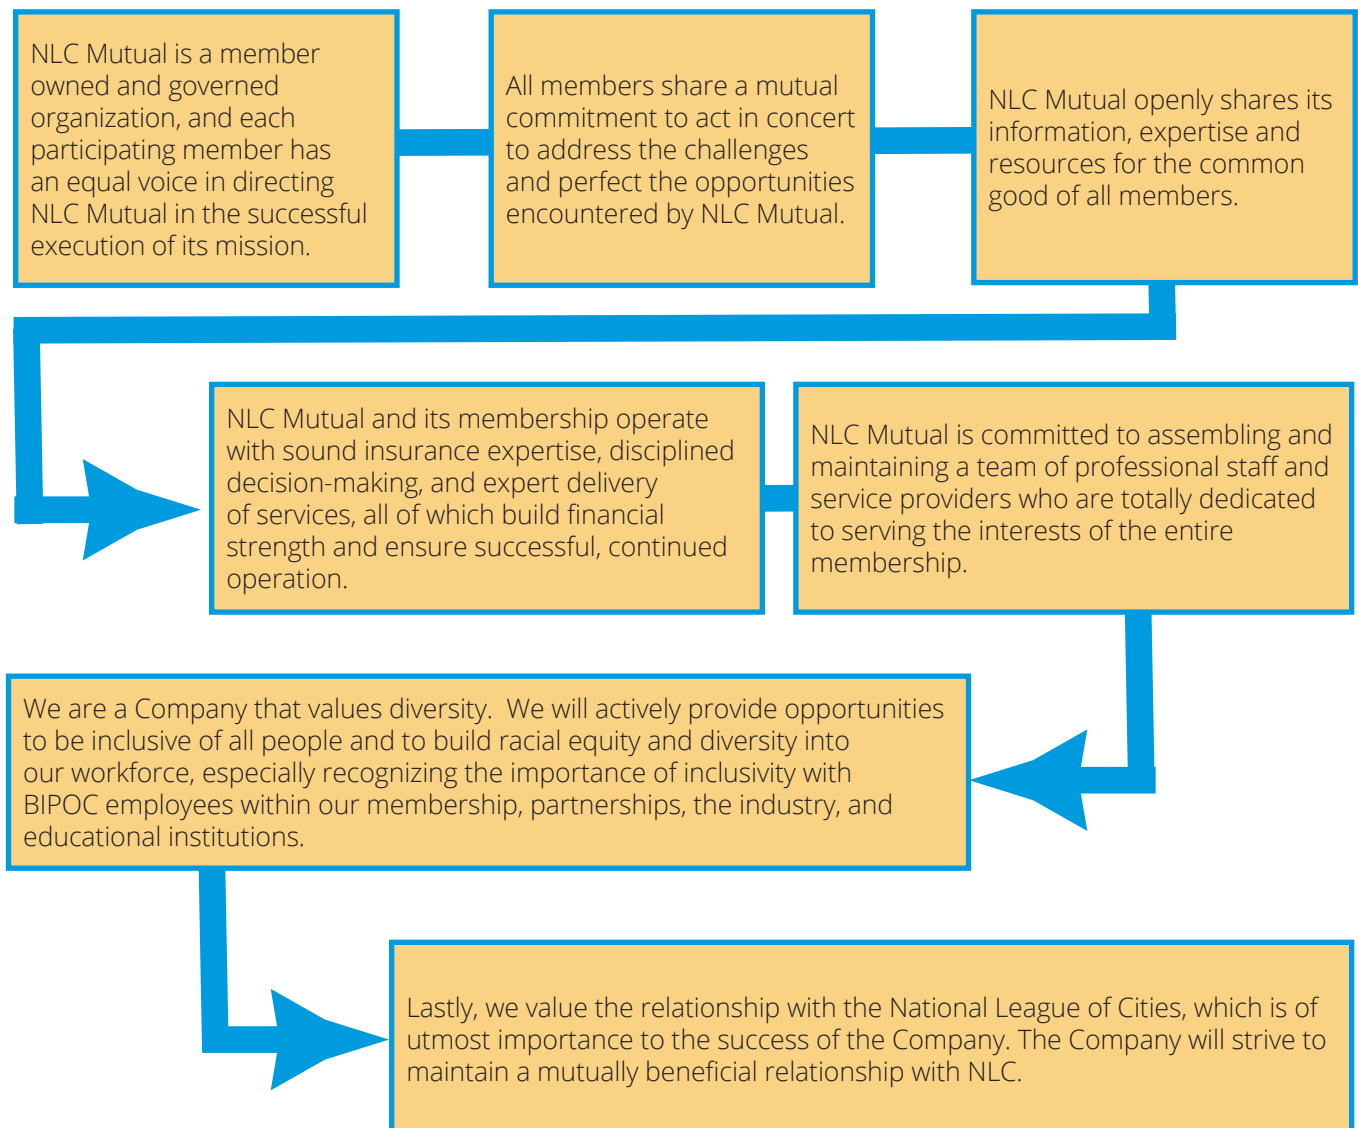 NLC Mutual is a member
owned and governed
organization, and each
participating member has
an equal voice in directing
NLC Mutual in the successful
execution of its mission.
All members share a mutual
commitment to act in concert
to address the challenges
and perfect the opportunities
encountered by NLC Mutual.
NLC Mutual openly shares its
information, expertise and
resources for the common
good of all members.
NLC Mutual and its membership operate
with sound insurance expertise, disciplined
decision-making, and expert delivery
of services, all of which build financial
strength and ensure successful, continued
operation.
NLC Mutual is committed to assembling and
maintaining a team of professional staff and
service providers who are totally dedicated
to serving the interests of the entire
membership.
We are a Company that values diversity.  We will actively provide opportunities
to be inclusive of all people and to build racial equity and diversity into
our workforce, especially recognizing the importance of inclusivity with
BIPOC employees within our membership, partnerships, the industry, and
educational institutions.
Lastly, we value the relationship with the National League of Cities, which is of
utmost importance to the success of the Company. The Company will strive to
maintain a mutually beneficial relationship with NLC.